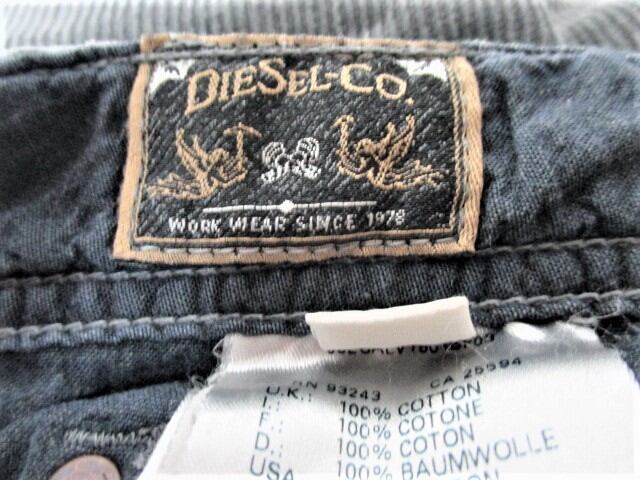 DIESEL-CO.
WORK WEAR SINCE 1978
RN 93243 CA 25594
U.K.: 100% COTTON
I.: 100% COTONE
F.: 100% COTON
D.: 100% BAUMWOLLE
USA